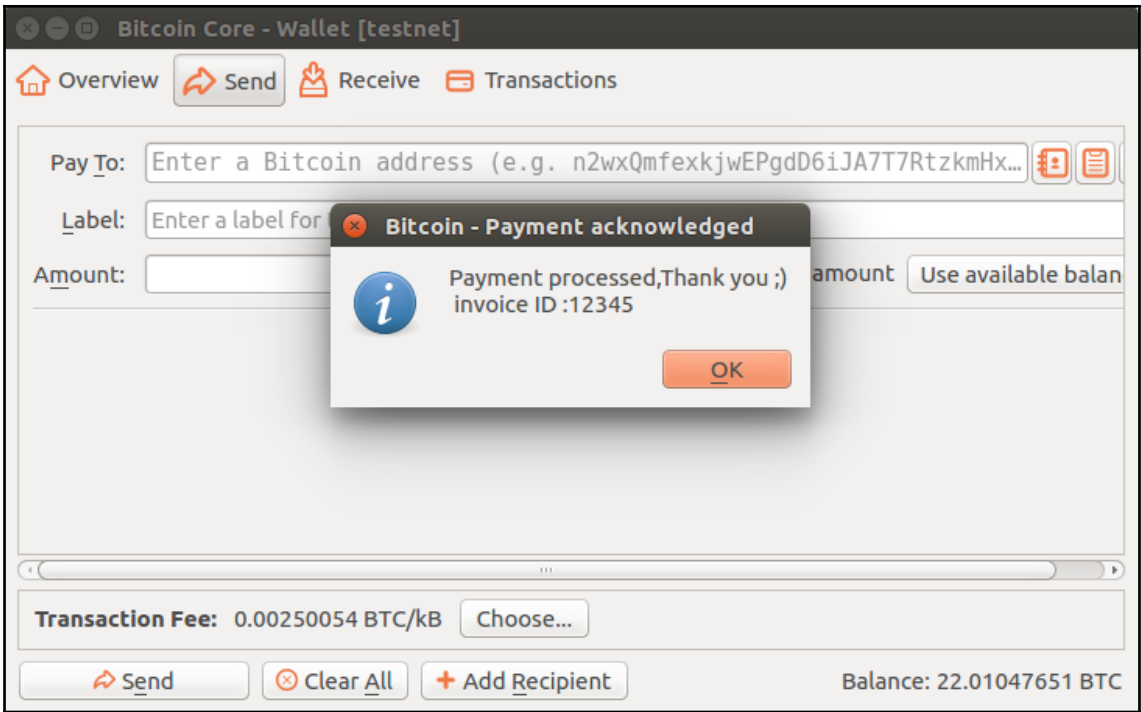 Bitcoin Core - Wallet [testnet]
Overview Send Receive Transactions
Pay To: Enter a Bitcoin address (e.g. n2wxQmfexkjwEPgdD6iJA7T7RtzkmHx…
Label: Enter a label for
Bitcoin - Payment acknowledged
Amount: amount Use available balan
Payment processed,Thank you ;)
invoice ID :12345
OK
Transaction Fee: 0.00250054 BTC/kB Choose...
Send Clear All Add Recipient Balance: 22.01047651 BTC